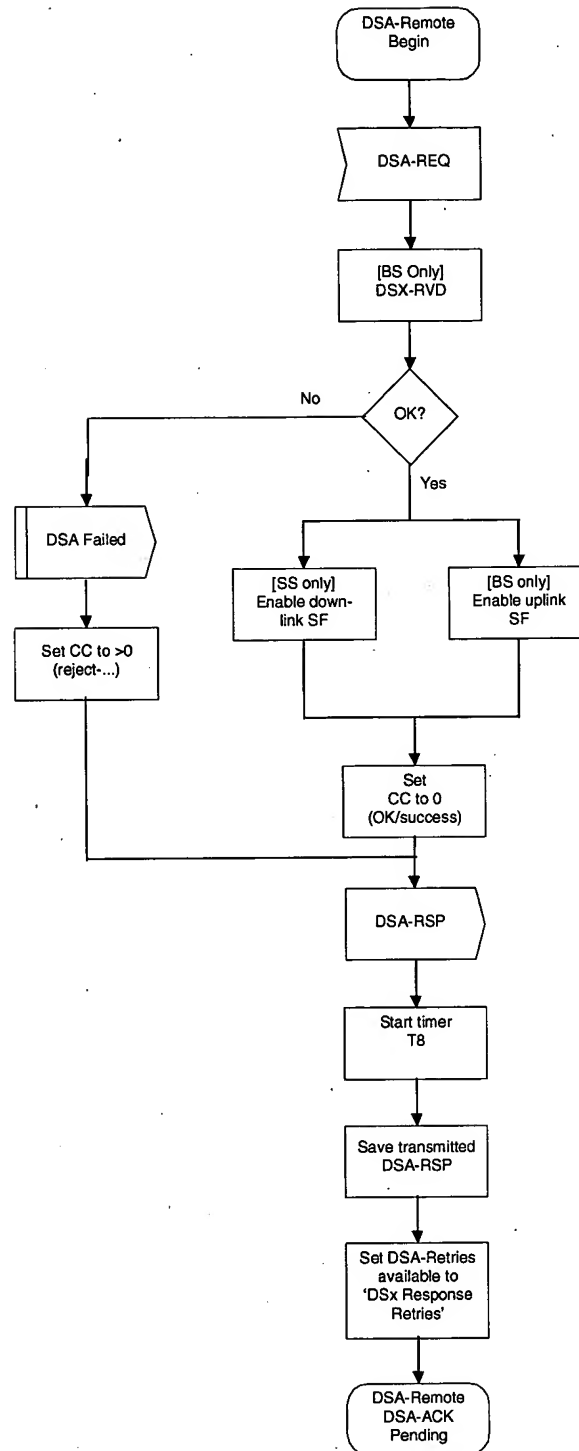 DSA-Remote
Begin
DSA-REQ
[BS Only]
DSX-RVD
No
OK?
Yes
DSA Failed
[SS only]
Enable down-
link SF
[BS only]
Enable uplink
SF
Set CC to >0
(reject-...)
Set
CC to 0
(OK/success)
DSA-RSP
Start timer
T8
Save transmitted
DSA-RSP
Set DSA-Retries
available to
'DSx Response
Retries'
DSA-Remote
DSA-ACK
Pending